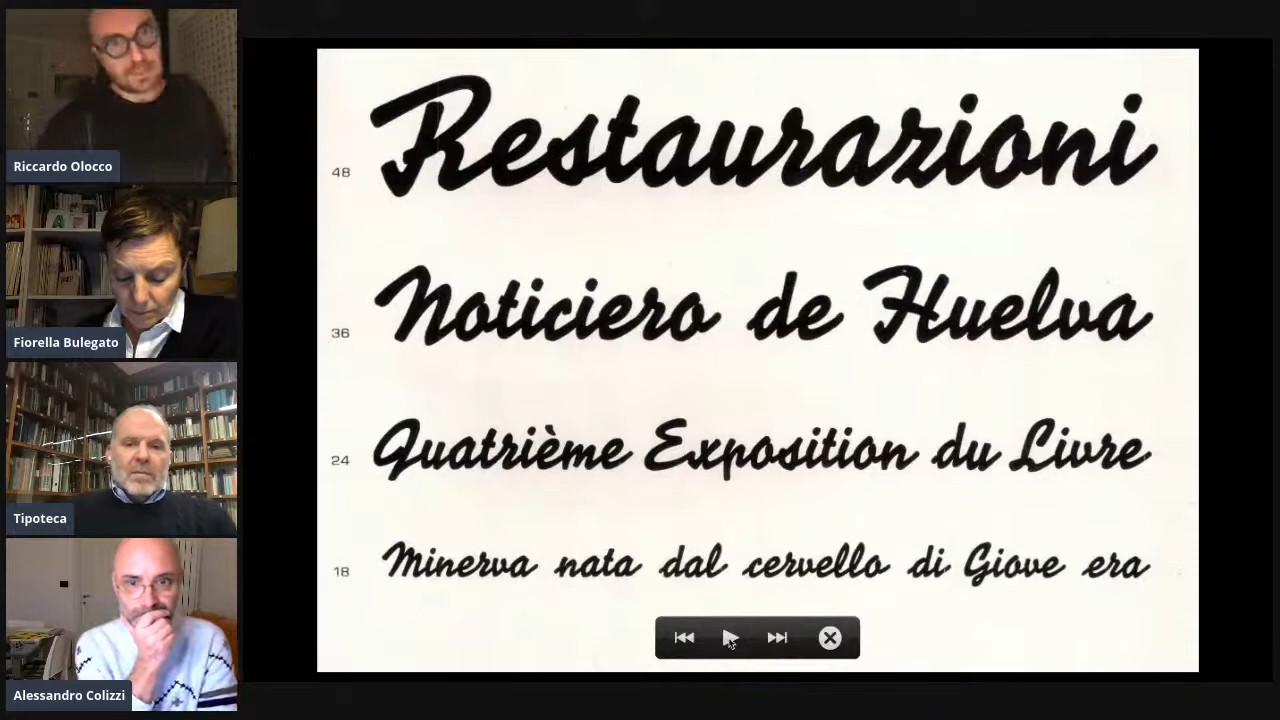 Riccardo Olocco
Fiorella Bulegato
Tipoteca
Alessandro Colizzi
48 Restaurazioni
36 Noticiero de Huelva
24 Quatrième Exposition du Livre
18 Minerva nata dal cervello di Giove era